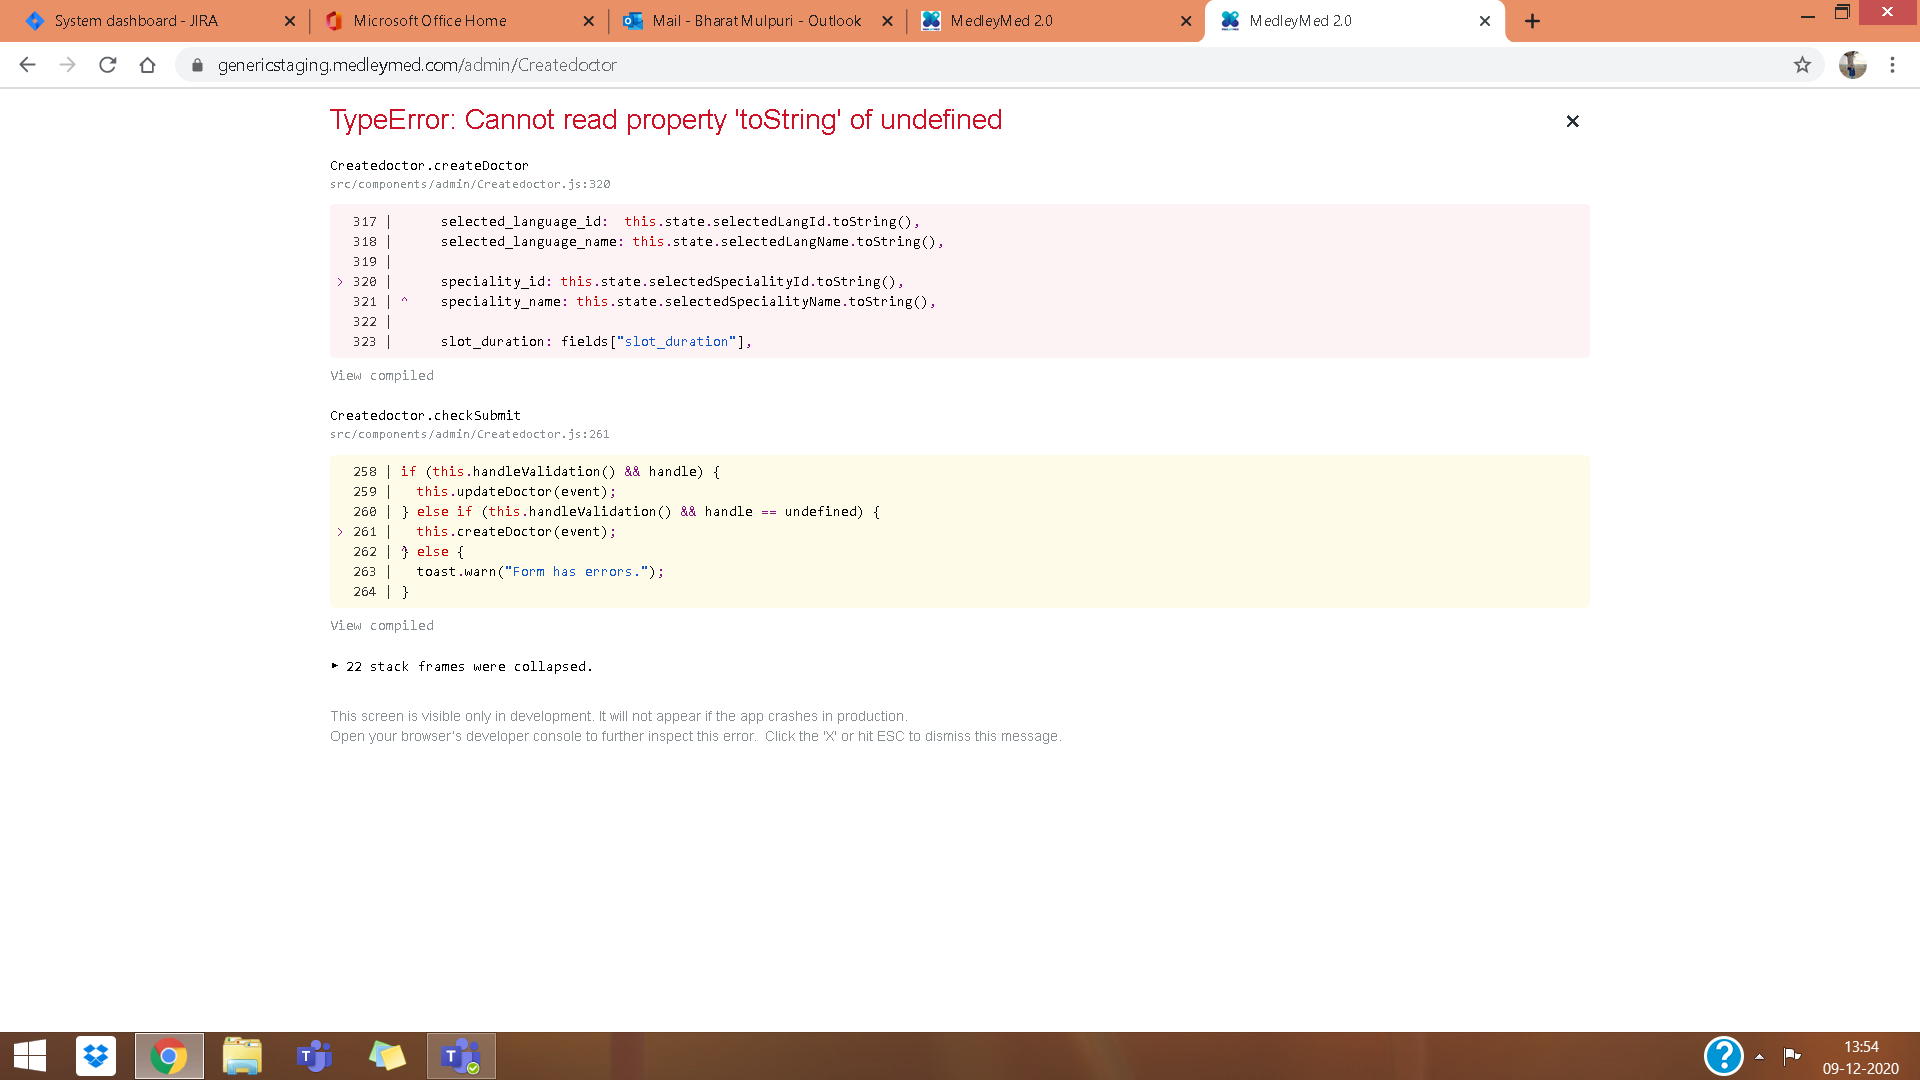 System dashboard - JIRA
Microsoft Office Home
Mail - Bharat Mulpuri - Outlook
MedleyMed 2.0
MedleyMed 2.0
genericstaging.medleymed.com/admin/Createdoctor
TypeError: Cannot read property 'toString' of undefined
Createdoctor.createDoctor
src/components/admin/Createdoctor.js:320
317 | selected_language_id:  this.state.selectedLangId.toString(),
318 | selected_language_name: this.state.selectedLangName.toString(),
319 |
> 320 | speciality_id: this.state.selectedSpecialityId.toString(),
321 | ^ speciality_name: this.state.selectedSpecialityName.toString(),
322 |
323 | slot_duration: fields["slot_duration"],
View compiled
Createdoctor.checkSubmit
src/components/admin/Createdoctor.js:261
258 | if (this.handleValidation() && handle) {
259 |   this.updateDoctor(event);
260 | } else if (this.handleValidation() && handle == undefined) {
> 261 |   this.createDoctor(event);
262 | } else {
263 |   toast.warn("Form has errors.");
264 | }
View compiled
▶ 22 stack frames were collapsed.
This screen is visible only in development. It will not appear if the app crashes in production.
Open your browser's developer console to further inspect this error.  Click the 'X' or hit ESC to dismiss this message.
13:54
09-12-2020